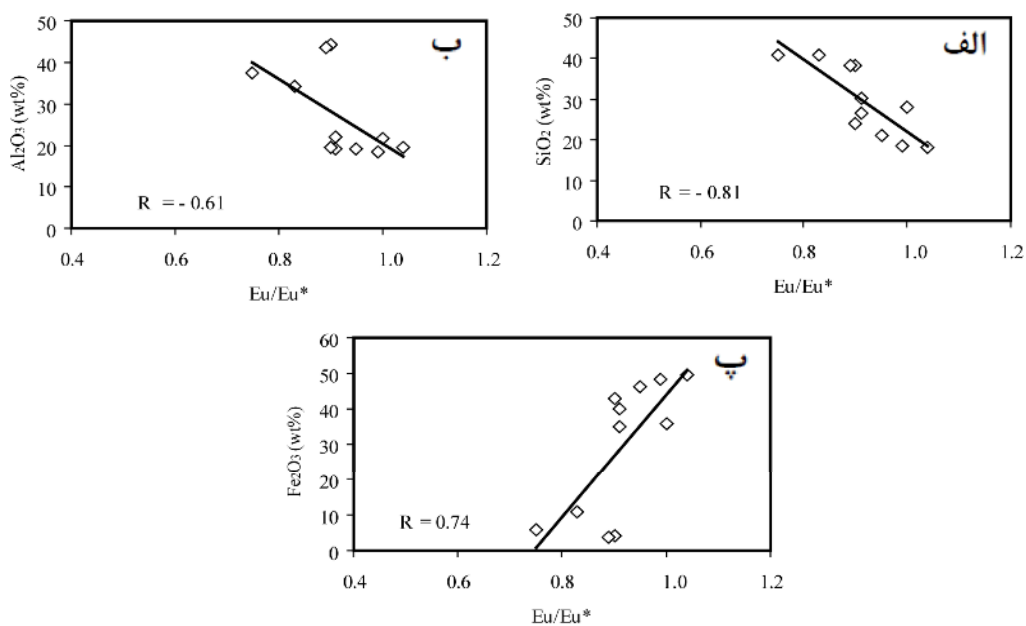 ب
50
40
30
20
10
0
Al₂O₃ (wt%)
R = - 0.61
0.4 0.6 0.8 1.0 1.2
Eu/Eu*
الف
50
40
30
20
10
0
SiO₂ (wt%)
R = - 0.81
0.4 0.6 0.8 1.0 1.2
Eu/Eu*
پ
60
50
40
30
20
10
0
Fe₂O₃ (wt%)
R = 0.74
0.4 0.6 0.8 1.0 1.2
Eu/Eu*